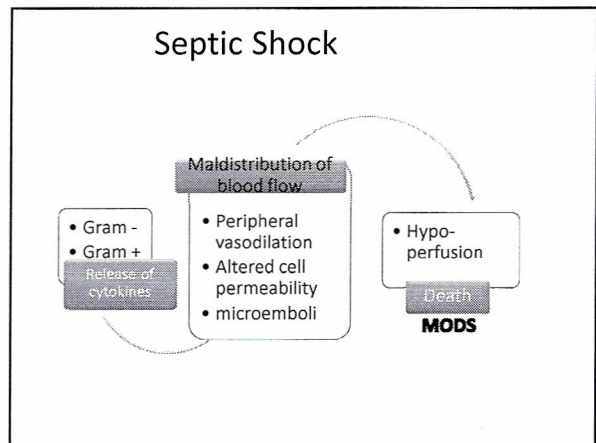 Septic Shock
• Gram -
• Gram +
Release of
cytokines
Maldistribution of
blood flow
• Peripheral
vasodilation
• Altered cell
permeability
• microemboli
• Hypo-
perfusion
Death
MODS